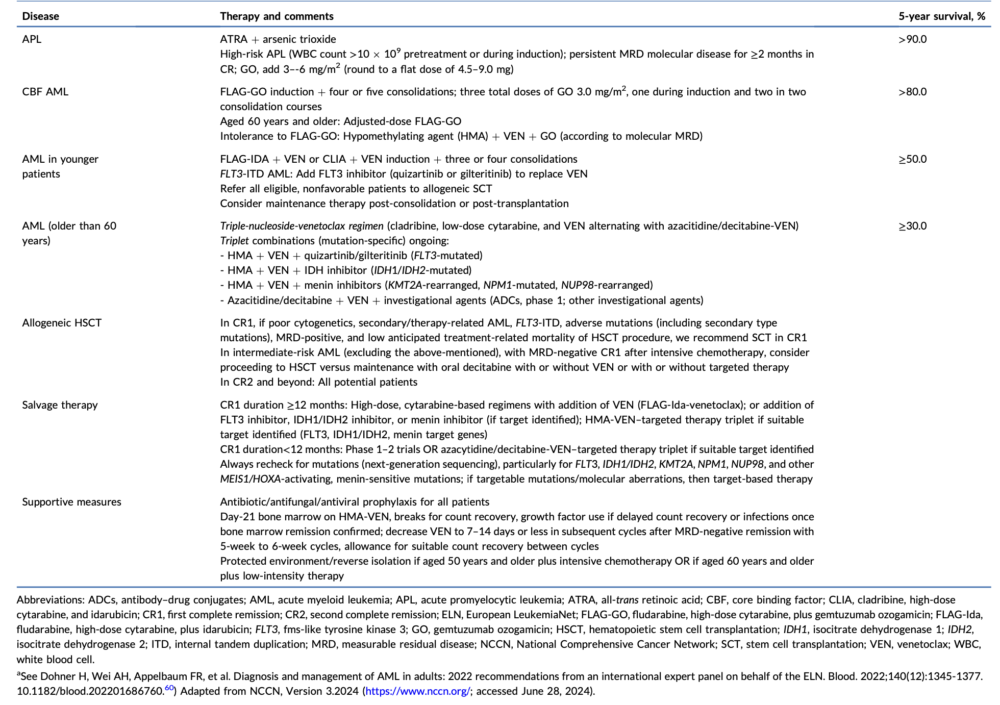 Disease Therapy and comments 5-year survival, %
APL ATRA + arsenic trioxide >90.0
High-risk APL (WBC count >10 × 10⁹ pretreatment or during induction); persistent MRD molecular disease for ≥2 months in
CR; GO, add 3–-6 mg/m² (round to a flat dose of 4.5–9.0 mg)
CBF AML FLAG-GO induction + four or five consolidations; three total doses of GO 3.0 mg/m², one during induction and two in two >80.0
consolidation courses
Aged 60 years and older: Adjusted-dose FLAG-GO
Intolerance to FLAG-GO: Hypomethylating agent (HMA) + VEN + GO (according to molecular MRD)
AML in younger FLAG-IDA + VEN or CLIA + VEN induction + three or four consolidations ≥50.0
patients FLT3-ITD AML: Add FLT3 inhibitor (quizartinib or gilteritinib) to replace VEN
Refer all eligible, nonfavorable patients to allogeneic SCT
Consider maintenance therapy post-consolidation or post-transplantation
AML (older than 60 Triple-nucleoside-venetoclax regimen (cladribine, low-dose cytarabine, and VEN alternating with azacitidine/decitabine-VEN) ≥30.0
years) Triplet combinations (mutation-specific) ongoing:
- HMA + VEN + quizartinib/gilteritinib (FLT3-mutated)
- HMA + VEN + IDH inhibitor (IDH1/IDH2-mutated)
- HMA + VEN + menin inhibitors (KMT2A-rearranged, NPM1-mutated, NUP98-rearranged)
- Azacitidine/decitabine + VEN + investigational agents (ADCs, phase 1; other investigational agents)
Allogeneic HSCT In CR1, if poor cytogenetics, secondary/therapy-related AML, FLT3-ITD, adverse mutations (including secondary type
mutations), MRD-positive, and low anticipated treatment-related mortality of HSCT procedure, we recommend SCT in CR1
In intermediate-risk AML (excluding the above-mentioned), with MRD-negative CR1 after intensive chemotherapy, consider
proceeding to HSCT versus maintenance with oral decitabine with or without VEN or with or without targeted therapy
In CR2 and beyond: All potential patients
Salvage therapy CR1 duration ≥12 months: High-dose, cytarabine-based regimens with addition of VEN (FLAG-Ida-venetoclax); or addition of
FLT3 inhibitor, IDH1/IDH2 inhibitor, or menin inhibitor (if target identified); HMA-VEN–targeted therapy triplet if suitable
target identified (FLT3, IDH1/IDH2, menin target genes)
CR1 duration<12 months: Phase 1–2 trials OR azacytidine/decitabine-VEN–targeted therapy triplet if suitable target identified
Always recheck for mutations (next-generation sequencing), particularly for FLT3, IDH1/IDH2, KMT2A, NPM1, NUP98, and other
MEIS1/HOXA-activating, menin-sensitive mutations; if targetable mutations/molecular aberrations, then target-based therapy
Supportive measures Antibiotic/antifungal/antiviral prophylaxis for all patients
Day-21 bone marrow on HMA-VEN, breaks for count recovery, growth factor use if delayed count recovery or infections once
bone marrow remission confirmed; decrease VEN to 7–14 days or less in subsequent cycles after MRD-negative remission with
5-week to 6-week cycles, allowance for suitable count recovery between cycles
Protected environment/reverse isolation if aged 50 years and older plus intensive chemotherapy OR if aged 60 years and older
plus low-intensity therapy
Abbreviations: ADCs, antibody–drug conjugates; AML, acute myeloid leukemia; APL, acute promyelocytic leukemia; ATRA, all-trans retinoic acid; CBF, core binding factor; CLIA, cladribine, high-dose
cytarabine, and idarubicin; CR1, first complete remission; CR2, second complete remission; ELN, European LeukemiaNet; FLAG-GO, fludarabine, high-dose cytarabine, plus gemtuzumab ozogamicin; FLAG-Ida,
fludarabine, high-dose cytarabine, plus idarubicin; FLT3, fms-like tyrosine kinase 3; GO, gemtuzumab ozogamicin; HSCT, hematopoietic stem cell transplantation; IDH1, isocitrate dehydrogenase 1; IDH2,
isocitrate dehydrogenase 2; ITD, internal tandem duplication; MRD, measurable residual disease; NCCN, National Comprehensive Cancer Network; SCT, stem cell transplantation; VEN, venetoclax; WBC,
white blood cell.
ᵃSee Dohner H, Wei AH, Appelbaum FR, et al. Diagnosis and management of AML in adults: 2022 recommendations from an international expert panel on behalf of the ELN. Blood. 2022;140(12):1345-1377.
10.1182/blood.202201686760.⁶⁰) Adapted from NCCN, Version 3.2024 (https://www.nccn.org/; accessed June 28, 2024).